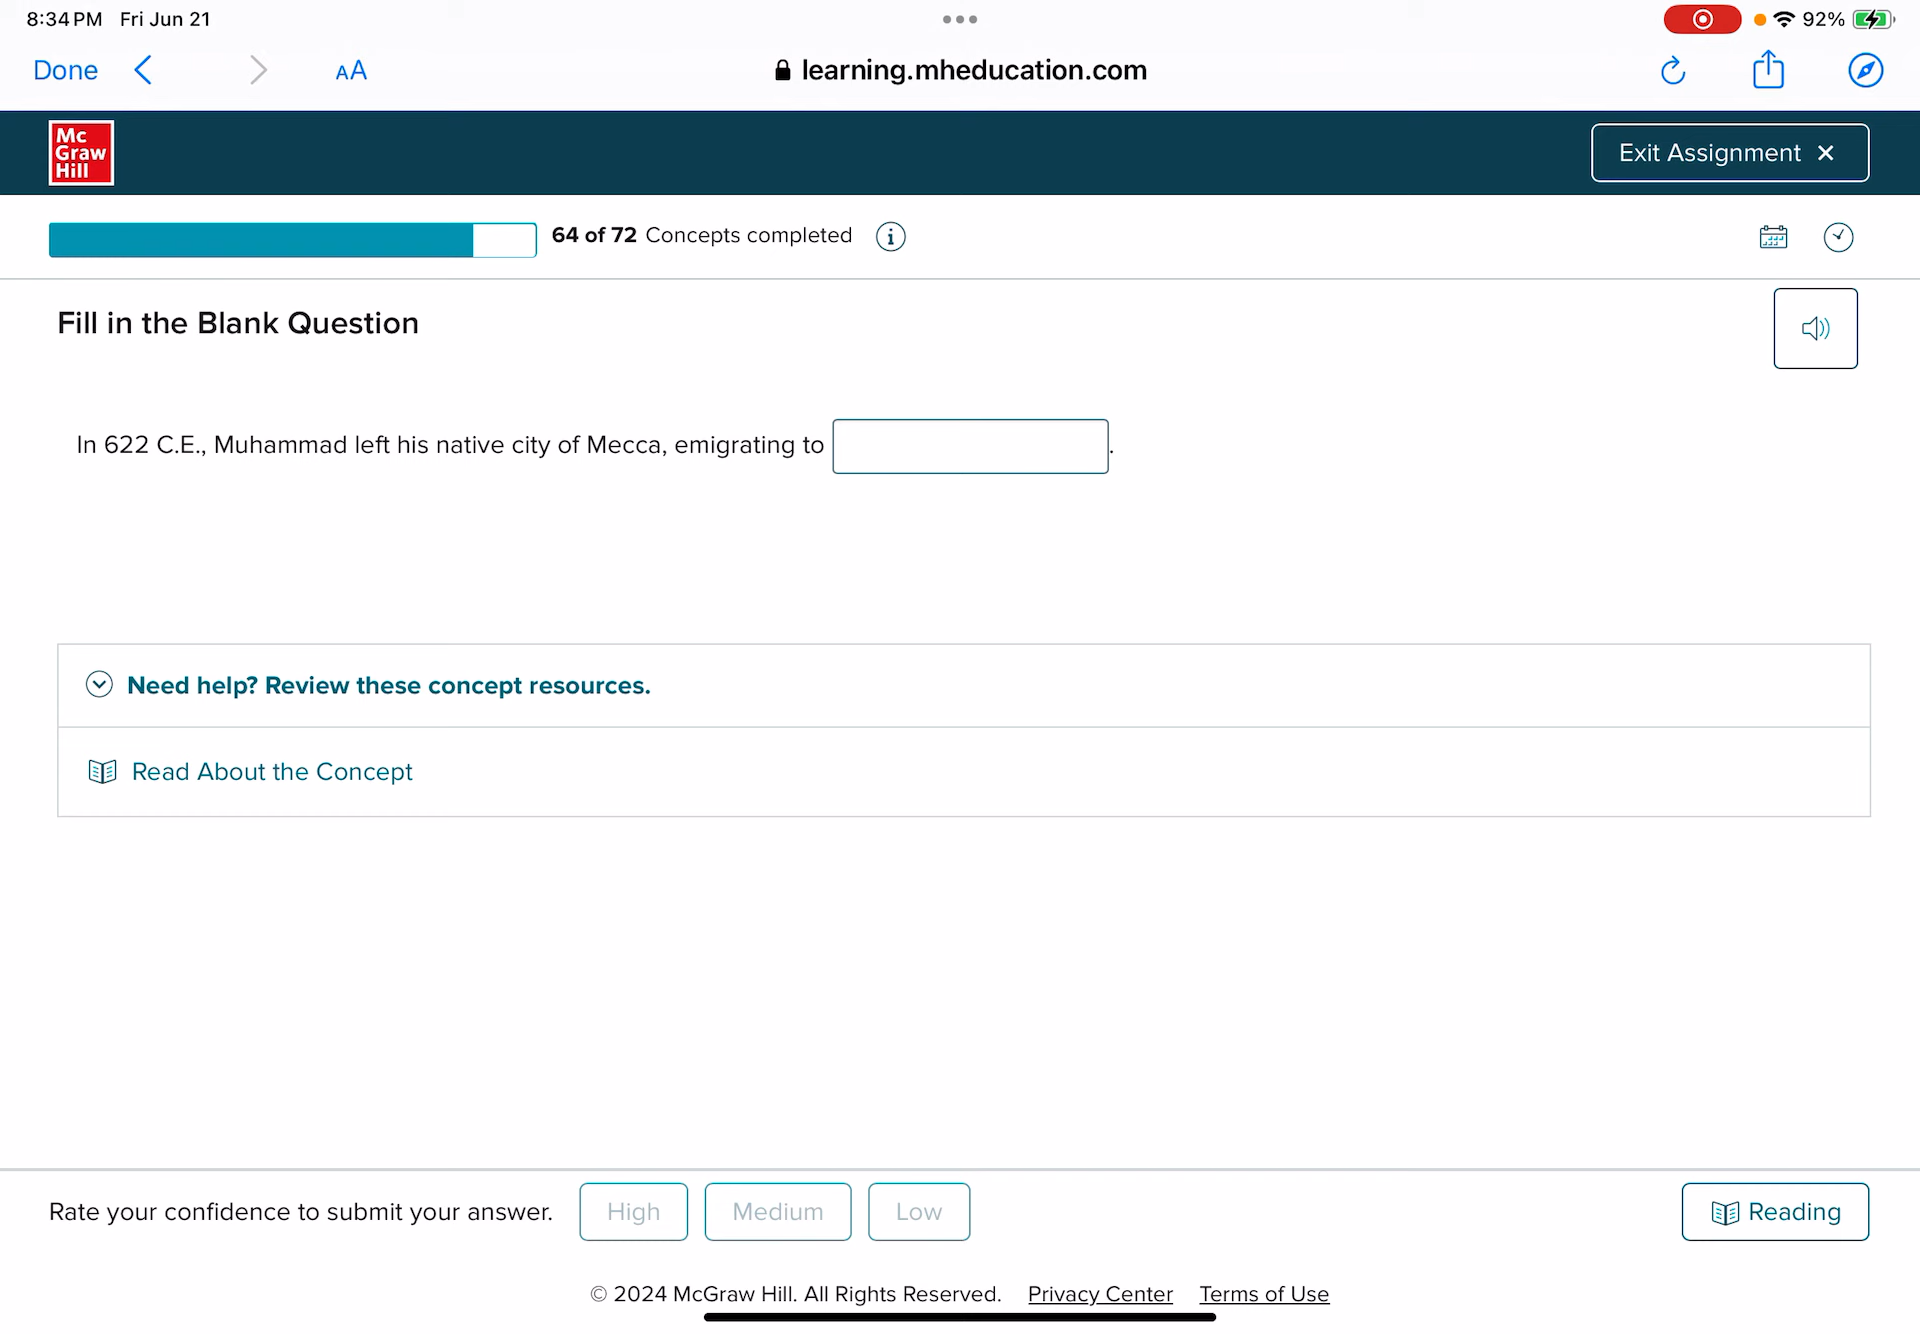 8:34 PM Fri Jun 21
92%
Done
AA
learning.mheducation.com
Mc
Graw
Hill
Exit Assignment
64 of 72 Concepts completed
Fill in the Blank Question
In 622 C.E., Muhammad left his native city of Mecca, emigrating to .
Need help? Review these concept resources.
Read About the Concept
Rate your confidence to submit your answer. High Medium Low
Reading
© 2024 McGraw Hill. All Rights Reserved. Privacy Center Terms of Use